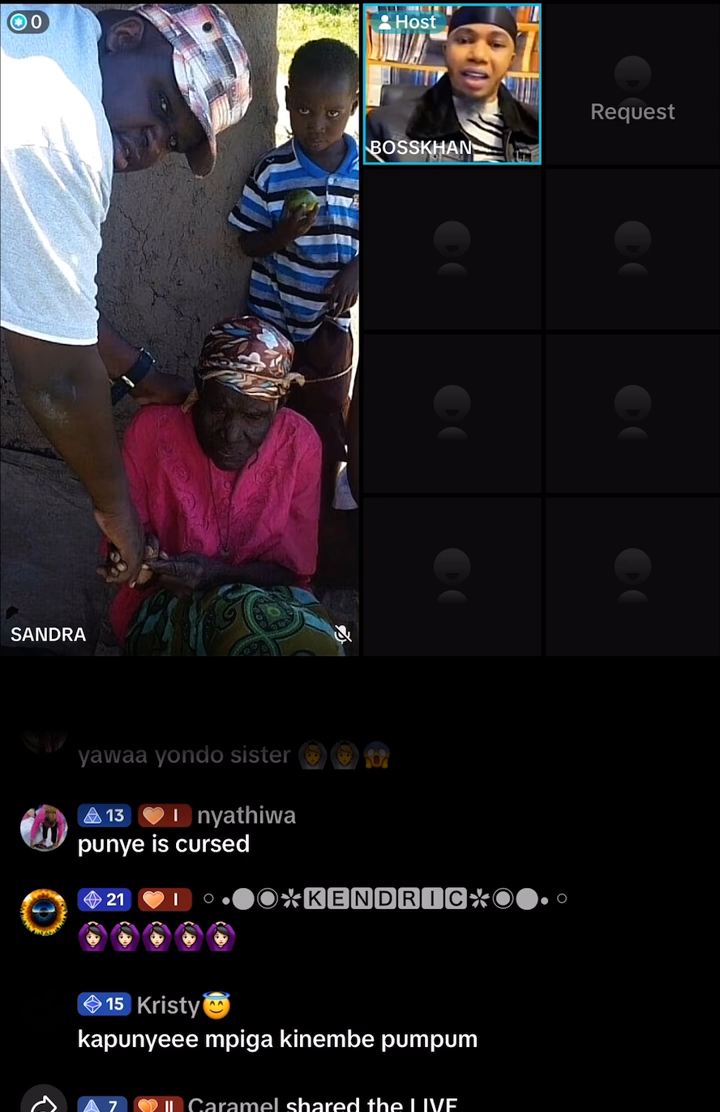 0
Host
BOSSKHAN
Request
SANDRA
yawaa yondo sister 🙆‍♀️🙆‍♀️😱
13 I nyathiwa
punye is cursed
21 I ◦•●◉✿🅺🅴🅽🅳🆁🅸🅲✿◉●•◦
🙆🏻‍♀️🙆🏻‍♀️🙆🏻‍♀️🙆🏻‍♀️🙆🏻‍♀️
15 Kristy😇
kapunyeee mpiga kinembe pumpum
7 II Caramel shared the LIVE